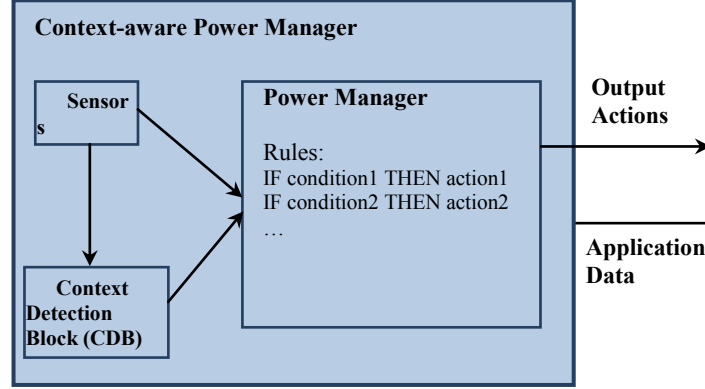 Context-aware Power Manager
Sensor
s
Power Manager
Rules:
IF condition1 THEN action1
IF condition2 THEN action2
…
Context
Detection
Block (CDB)
Output
Actions
Application
Data